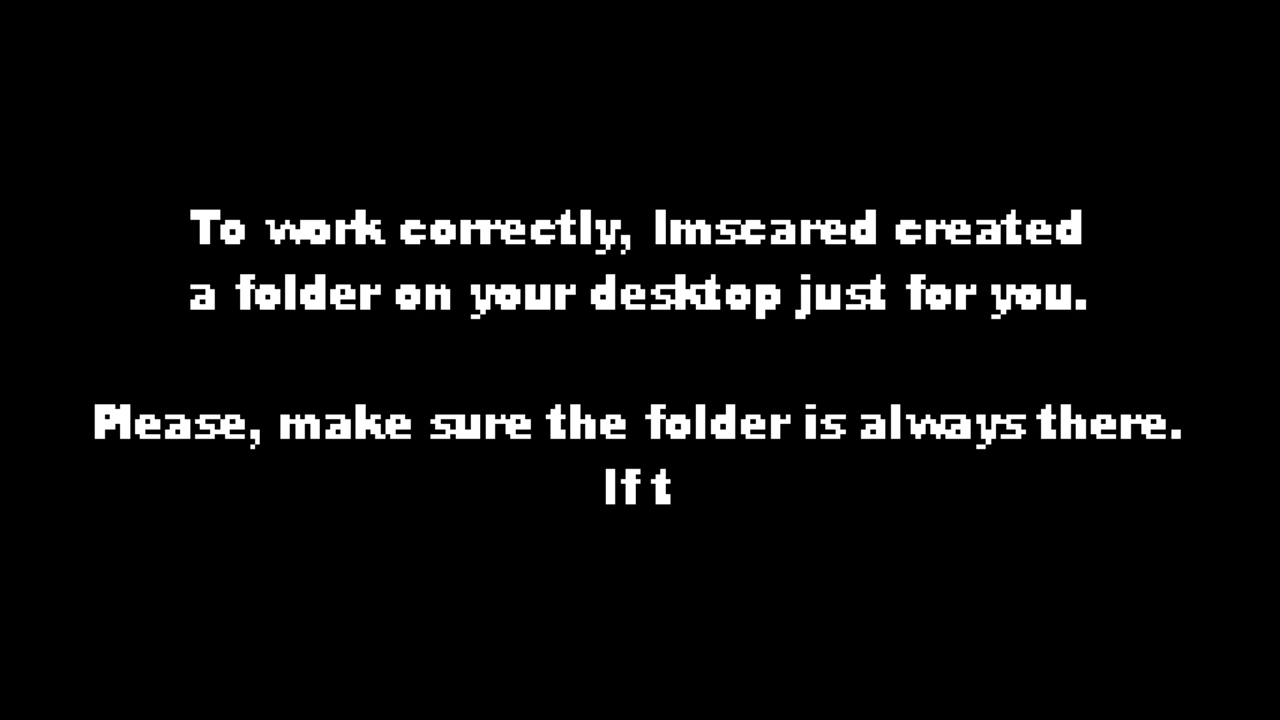 To work correctly, Imscared created
a folder on your desktop just for you.
Please, make sure the folder is always there.
If t